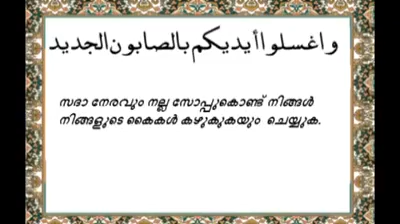 واغسلوا أيديكم بالصابون الجديد
സദാ നേരവും നല്ല സോപ്പുകൊണ്ട് നിങ്ങൾ
നിങ്ങളുടെ കൈകൾ കഴുകുകയും ചെയ്യുക.